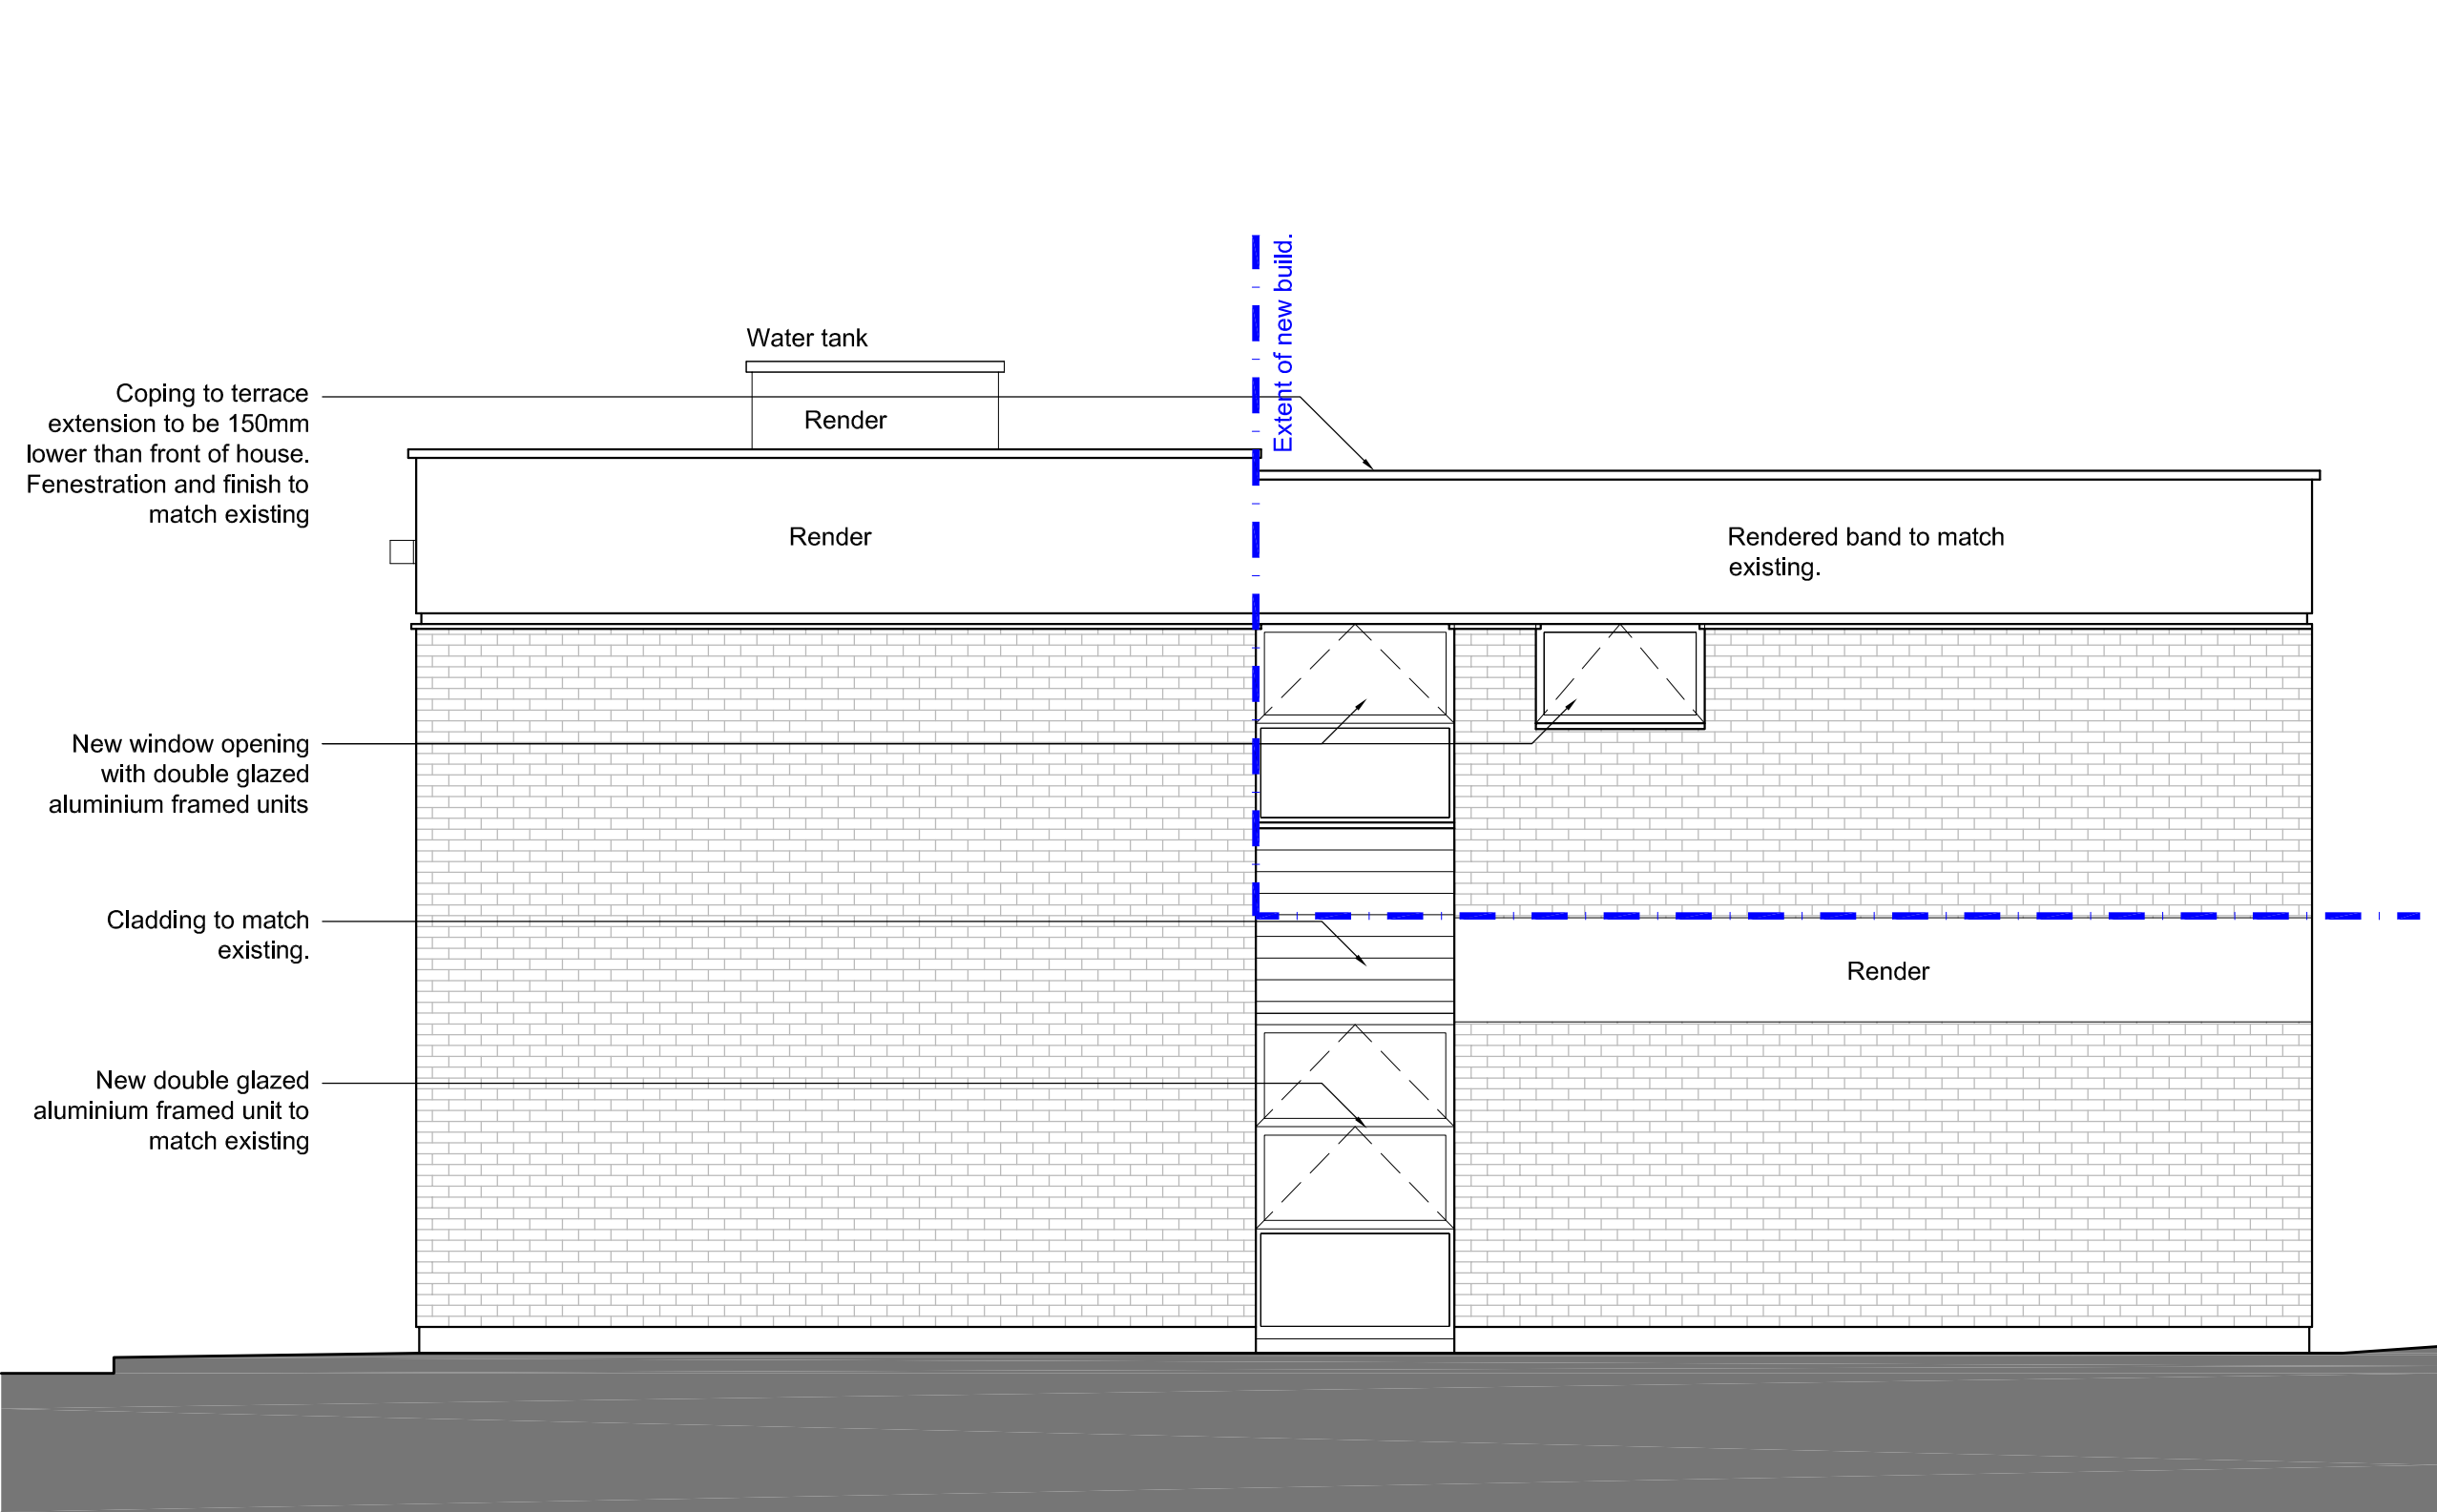 Extent of new build.
Water tank
Coping to terrace
extension to be 150mm
lower than front of house.
Fenestration and finish to
match existing
Render
Render
Rendered band to match
existing.
New window opening
with double glazed
aluminium framed units
Cladding to match
existing.
Render
New double glazed
aluminium framed unit to
match existing